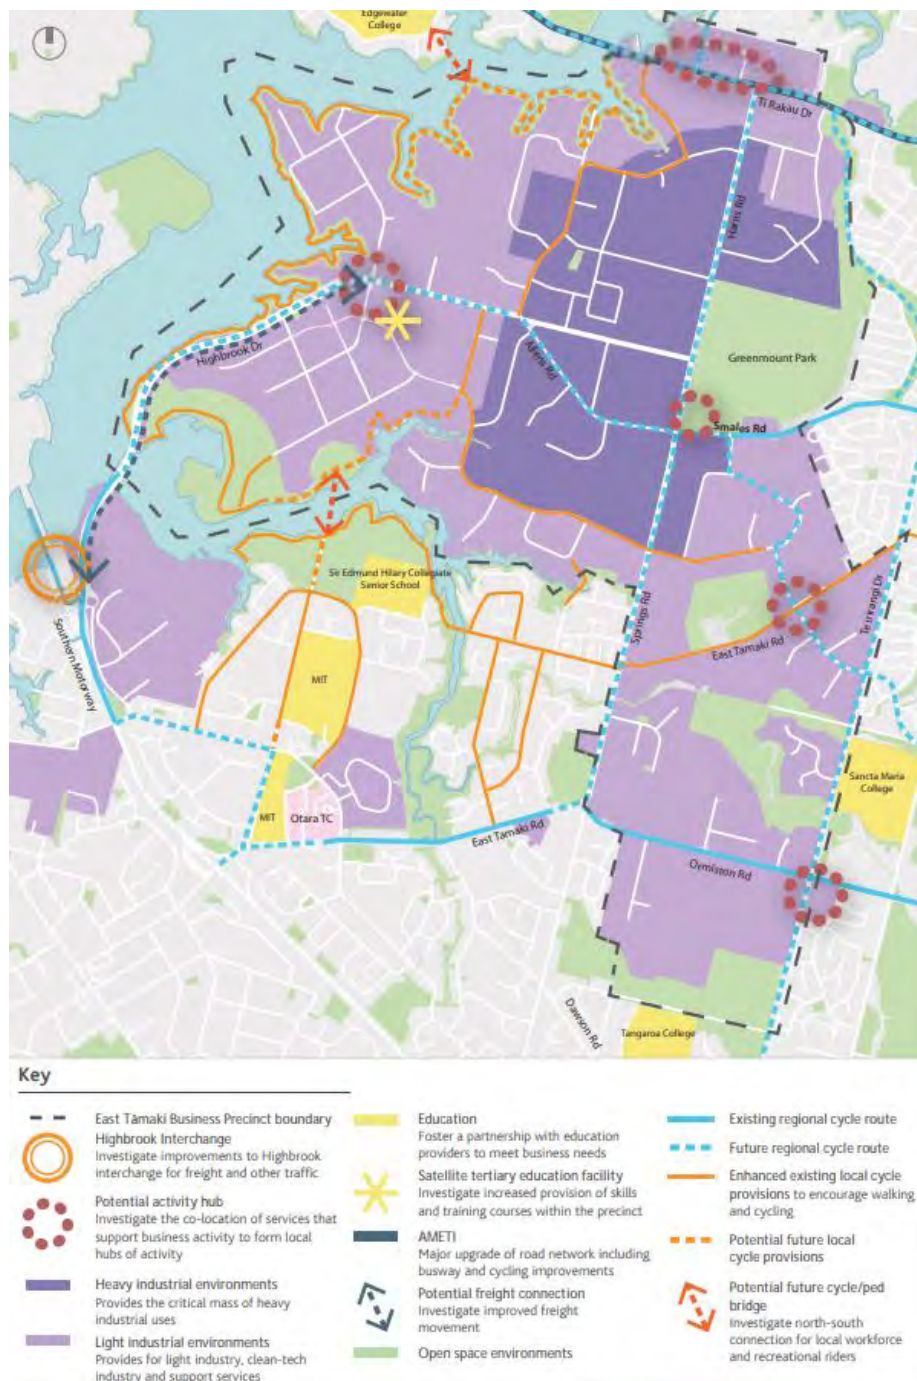 Edgewater
College
Ti Rakau Dr
Harris Rd
Highbrook Dr
Allens Rd
Greenmount Park
Smales Rd
Sir Edmund Hilary Collegiate
Senior School
Springs Rd
Te Irirangi Dr
East Tamaki Rd
Southern Motorway
MIT
Sancta Maria
College
MIT
Otara TC
East Tamaki Rd
Ormiston Rd
Dawson Rd
Tangaroa College
Key
East Tāmaki Business Precinct boundary
Highbrook Interchange
Investigate improvements to Highbrook
interchange for freight and other traffic
Potential activity hub
Investigate the co-location of services that
support business activity to form local
hubs of activity
Heavy industrial environments
Provides the critical mass of heavy
industrial uses
Light industrial environments
Provides for light industry, clean-tech
industry and support services
Education
Foster a partnership with education
providers to meet business needs
Satellite tertiary education facility
Investigate increased provision of skills
and training courses within the precinct
AMETI
Major upgrade of road network including
busway and cycling improvements
Potential freight connection
Investigate improved freight
movement
Open space environments
Existing regional cycle route
Future regional cycle route
Enhanced existing local cycle
provisions to encourage walking
and cycling
Potential future local
cycle provisions
Potential future cycle/ped
bridge
Investigate north-south
connection for local workforce
and recreational riders